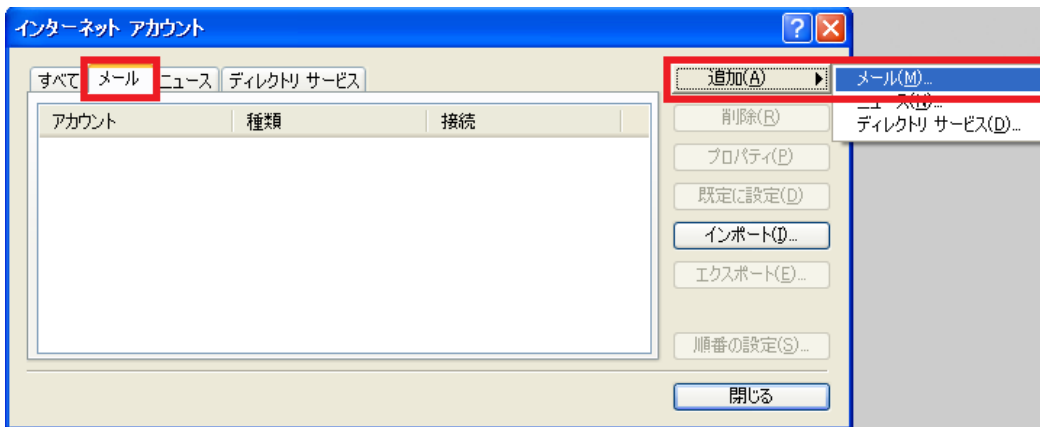 インターネット アカウント
すべて メール ニュース ディレクトリ サービス
アカウント 種類 接続
追加(A)
削除(R)
プロパティ(P)
既定に設定(D)
インポート(I)...
エクスポート(E)...
順番の設定(S)...
閉じる
メール(M)...
ニュース(N)...
ディレクトリ サービス(D)...